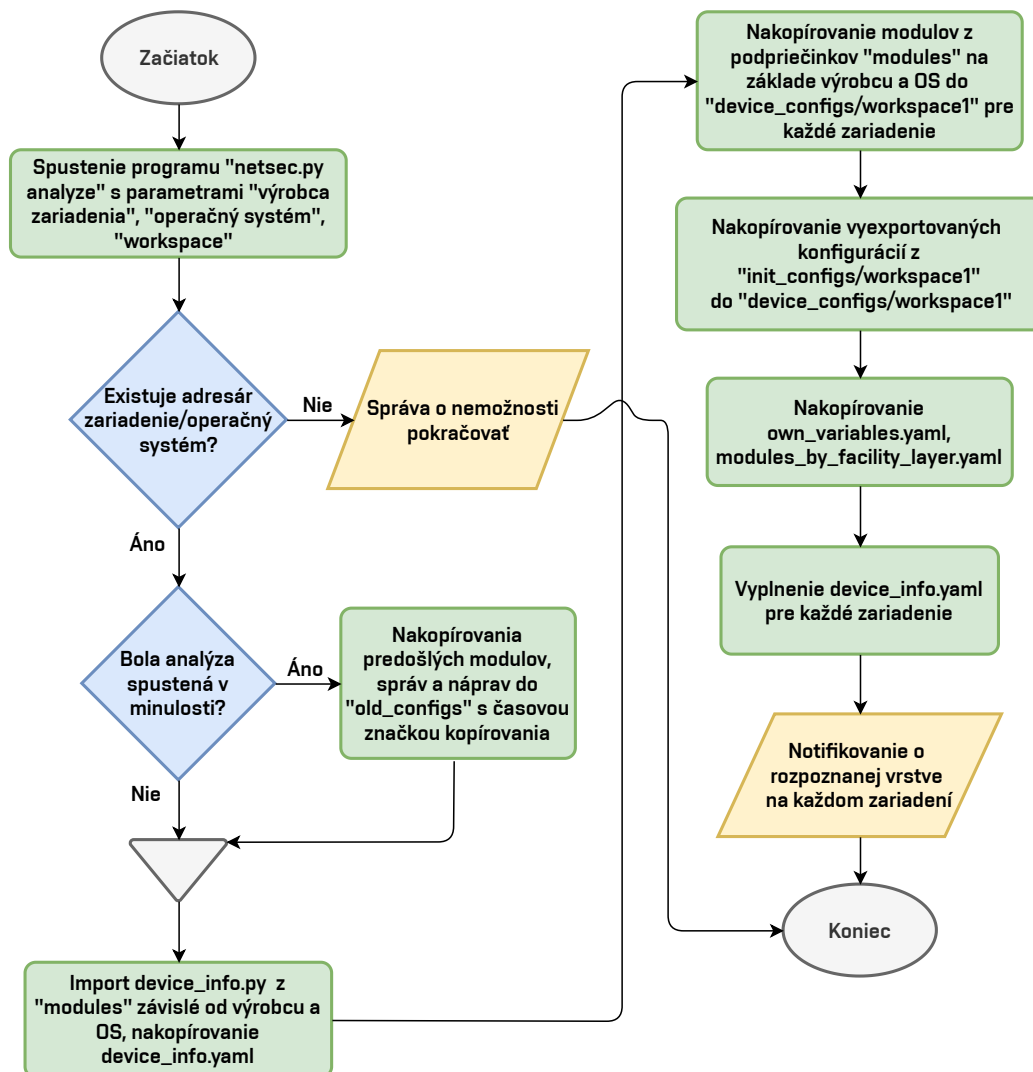 Začiatok
Spustenie programu "netsec.py
analyze" s parametrami "výrobca
zariadenia", "operačný systém",
"workspace"
Existuje adresár
zariadenie/operačný
systém?
Nie
Správa o nemožnosti
pokračovať
Áno
Bola analýza
spustená v
minulosti?
Áno
Nakopírovania
predošlých modulov,
správ a náprav do
"old_configs" s časovou
značkou kopírovania
Nie
Import device_info.py z
"modules" závislé od výrobcu a
OS, nakopírovanie
device_info.yaml
Nakopírovanie modulov z
podpriečinkov "modules" na
základe výrobcu a OS do
"device_configs/workspace1" pre
každé zariadenie
Nakopírovanie vyexportovaných
konfigurácií z
"init_configs/workspace1"
do "device_configs/workspace1"
Nakopírovanie
own_variables.yaml,
modules_by_facility_layer.yaml
Vyplnenie device_info.yaml
pre každé zariadenie
Notifikovanie o
rozpoznanej vrstve
na každom zariadení
Koniec